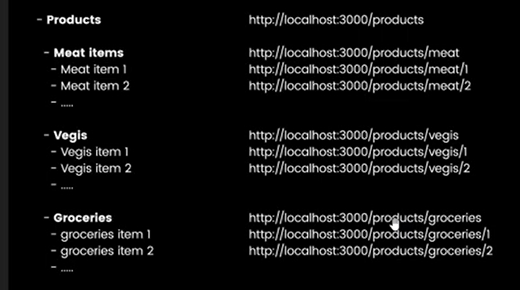 - Products http://localhost:3000/products
- Meat items http://localhost:3000/products/meat
- Meat item 1 http://localhost:3000/products/meat/1
- Meat item 2 http://localhost:3000/products/meat/2
- .....
- Vegis http://localhost:3000/products/vegis
- Vegis item 1 http://localhost:3000/products/vegis/1
- Vegis item 2 http://localhost:3000/products/vegis/2
- .....
- Groceries http://localhost:3000/products/groceries
- groceries item 1 http://localhost:3000/products/groceries/1
- groceries item 2 http://localhost:3000/products/groceries/2
- .....